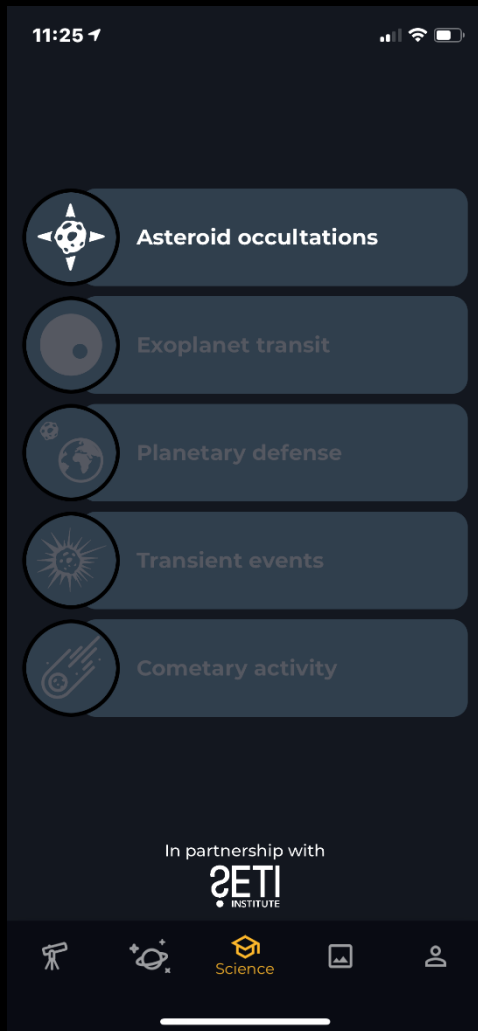 11:25
Asteroid occultations
Exoplanet transit
Planetary defense
Transient events
Cometary activity
In partnership with
SETI
INSTITUTE
Science